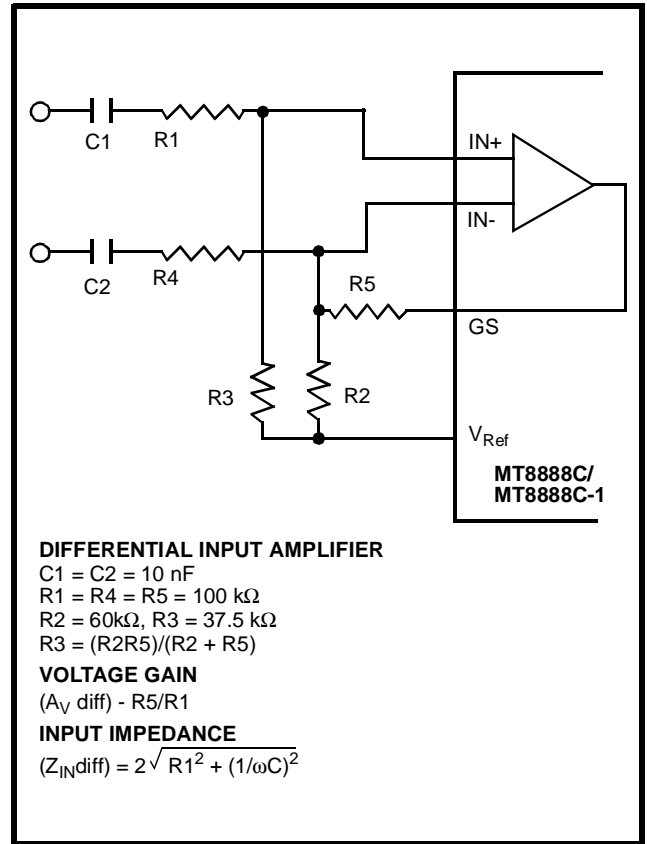 C1
R1
IN+
IN-
C2
R4
R5
GS
R3
R2
VRef
MT8888C/
MT8888C-1
DIFFERENTIAL INPUT AMPLIFIER
C1 = C2 = 10 nF
R1 = R4 = R5 = 100 kΩ
R2 = 60kΩ, R3 = 37.5 kΩ
R3 = (R2R5)/(R2 + R5)
VOLTAGE GAIN
(AV diff) - R5/R1
INPUT IMPEDANCE
(ZINdiff) = 2√ R1² + (1/ωC)²